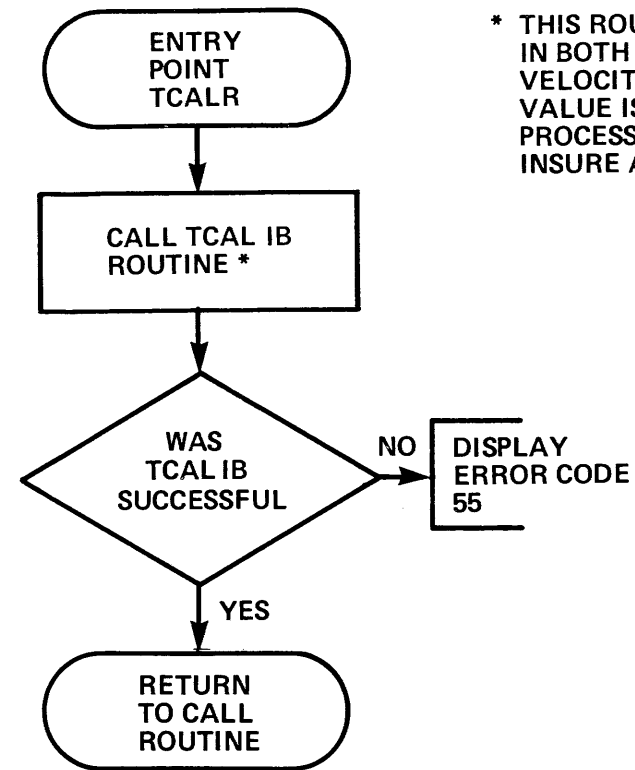 ENTRY
POINT
TCALR
* THIS ROU
IN BOTH
VELOCIT
VALUE IS
PROCESS
INSURE A
CALL TCAL IB
ROUTINE *
WAS
TCAL IB
SUCCESSFUL
NO
DISPLAY
ERROR CODE
55
YES
RETURN
TO CALL
ROUTINE